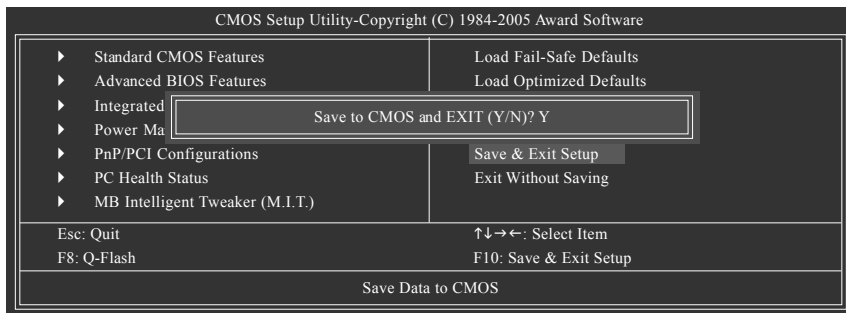 CMOS Setup Utility-Copyright (C) 1984-2005 Award Software
Standard CMOS Features
Advanced BIOS Features
Integrated
Power Ma
PnP/PCI Configurations
PC Health Status
MB Intelligent Tweaker (M.I.T.)
Load Fail-Safe Defaults
Load Optimized Defaults
Save & Exit Setup
Exit Without Saving
Save to CMOS and EXIT (Y/N)? Y
Esc: Quit
↑↓→←: Select Item
F8: Q-Flash
F10: Save & Exit Setup
Save Data to CMOS